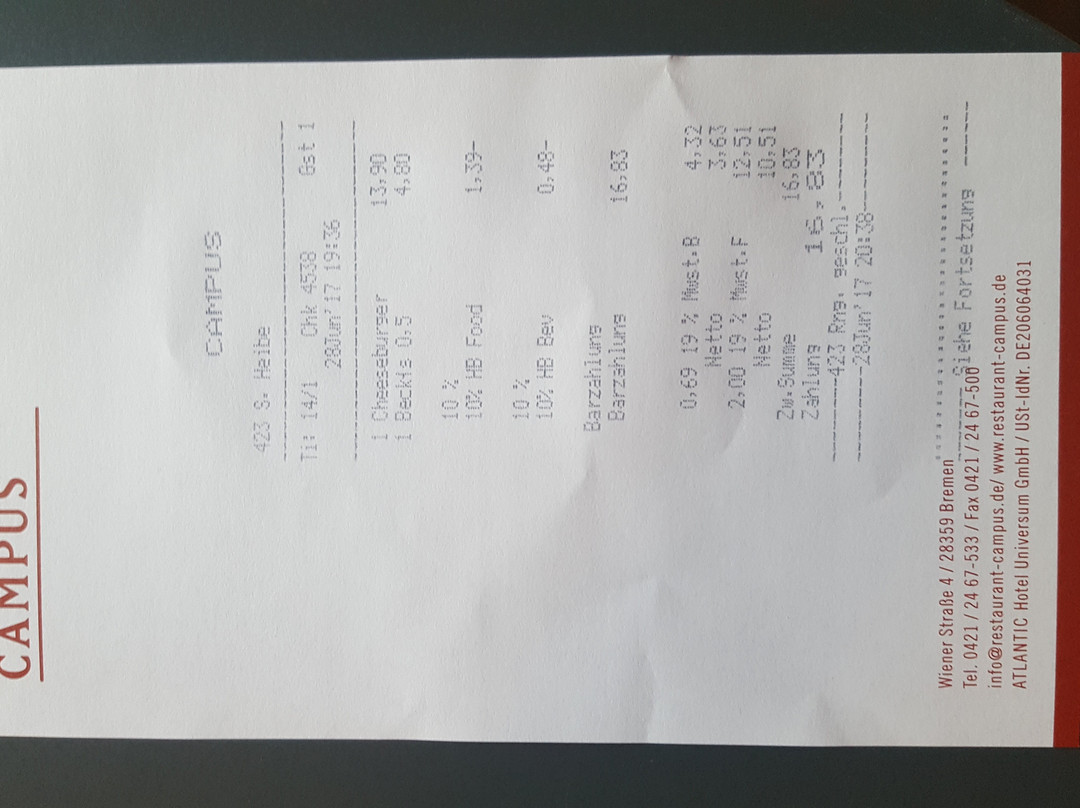 CAMPUS
CAMPUS
423 S. Heibe
Ti: 14/1 Chk 4538 Gst 1
28Jun'17 19:36
1 Cheeseburger 13,90
1 Beck´s 0,5 4,80
10 %
10% HB Food 1,39-
10 %
10% HB Bev 0,48-
Barzahlung
Barzahlung 16,83
0,69 19 % Mwst.B 4,32
Netto 3,63
2,00 19 % Mwst.F 12,51
Netto 10,51
Zw.Summe 16,83
Zahlung 16,83
-----423 Rng. geschl.------
------28Jun'17 20:38-------
------ Siehe Fortsetzung ------
Wiener Straße 4 / 28359 Bremen
Tel. 0421 / 24 67-533 / Fax 0421 / 24 67-500
info@restaurant-campus.de/ www.restaurant-campus.de
ATLANTIC Hotel Universum GmbH / USt-IdNr. DE206064031